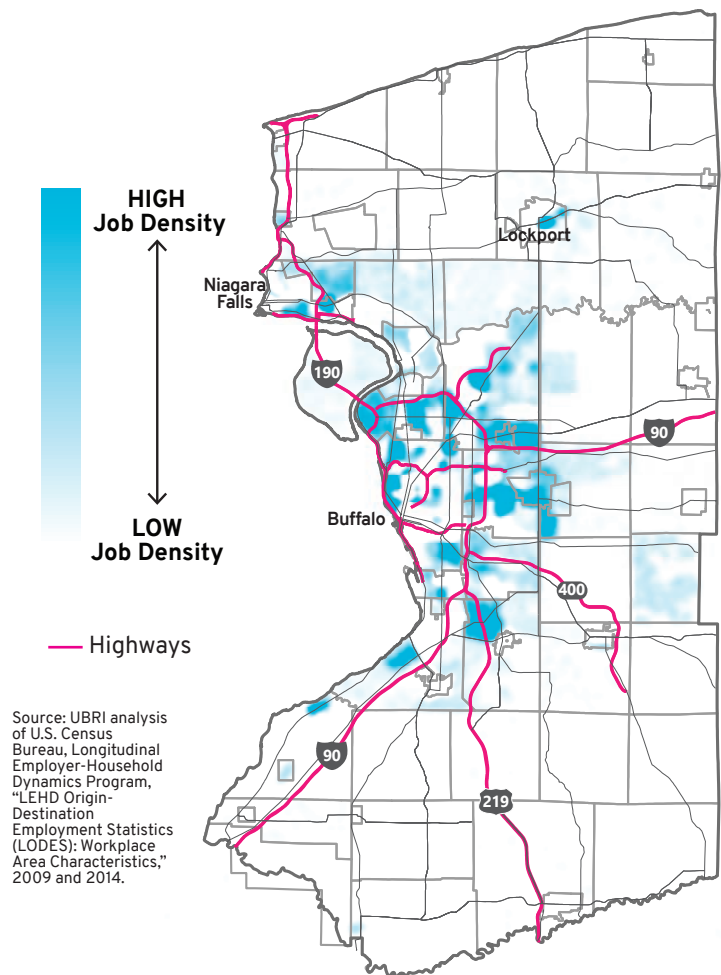 HIGH
Job Density
LOW
Job Density
Highways
Source: UBRI analysis
of U.S. Census
Bureau, Longitudinal
Employer-Household
Dynamics Program,
“LEHD Origin-
Destination
Employment Statistics
(LODES): Workplace
Area Characteristics,”
2009 and 2014.
Lockport
Niagara
Falls
190
90
Buffalo
400
90
219